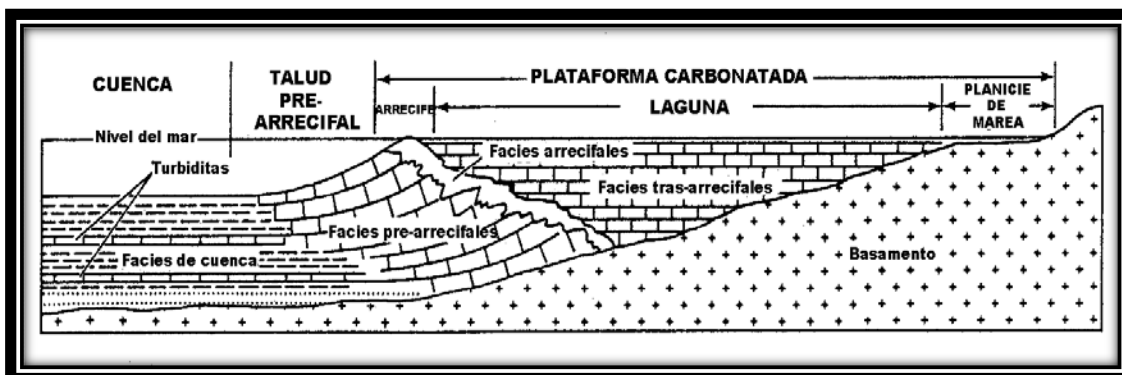 CUENCA
TALUD
PRE-
ARRECIFAL
PLATAFORMA CARBONATADA
ARRECIFE
LAGUNA
PLANICIE
DE
MAREA
Nivel del mar
Turbiditas
Facies arrecifales
Facies tras-arrecifales
Facies pre-arrecifales
Facies de cuenca
Basamento